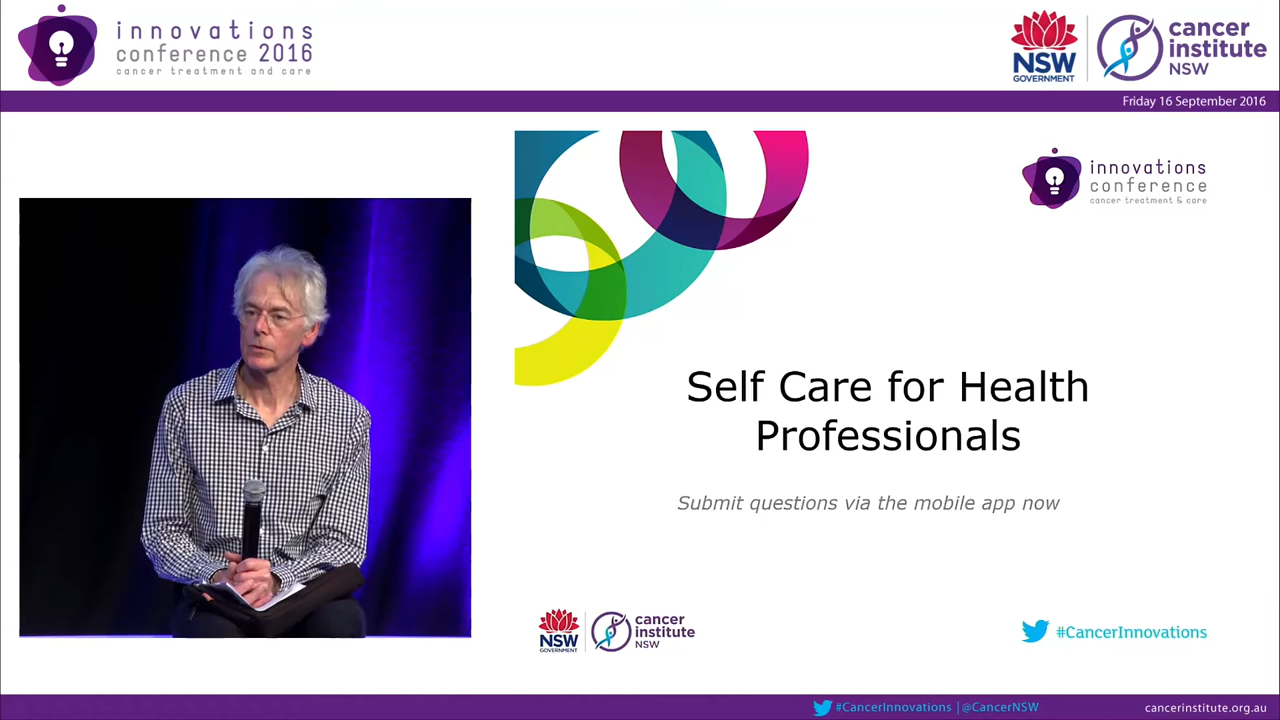 innovations
conference 2016
cancer treatment and care
NSW
GOVERNMENT
cancer
institute
NSW
Friday 16 September 2016
innovations
conference
cancer treatment & care
Self Care for Health
Professionals
Submit questions via the mobile app now
NSW
GOVERNMENT
cancer
institute
NSW
#CancerInnovations
#CancerInnovations | @CancerNSW
cancerinstitute.org.au